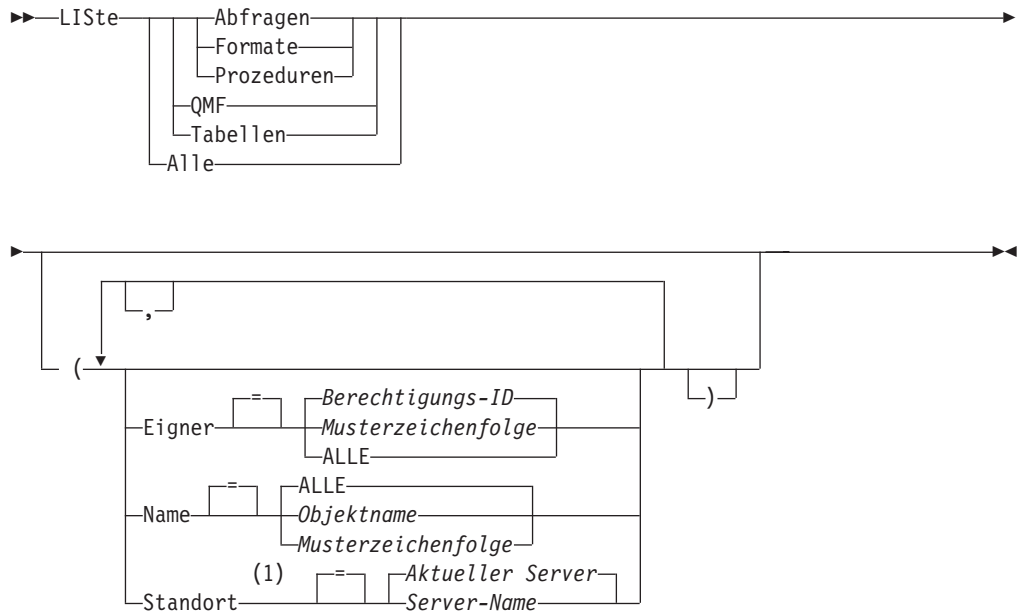 LISte Abfragen
Formate
Prozeduren
QMF
Tabellen
Alle
,
( )
Eigner = Berechtigungs-ID
Musterzeichenfolge
ALLE
Name = ALLE
Objektname
Musterzeichenfolge
(1)
Standort = Aktueller Server
Server-Name